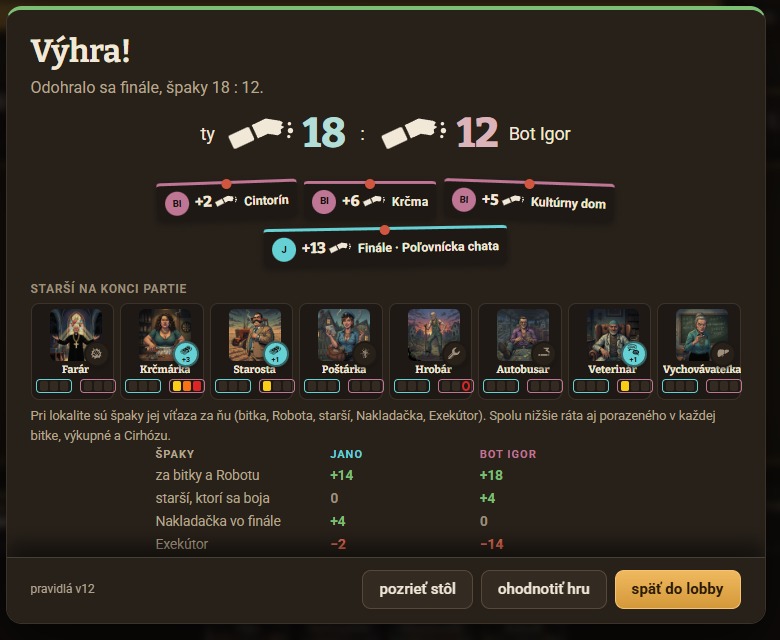 Výhra!
Odohralo sa finále, špaky 18 : 12.
ty 18 : 12 Bot Igor
BI +2 Cintorín
BI +6 Krčma
BI +5 Kultúrny dom
J +13 Finále · Poľovnícka chata
STARŠÍ NA KONCI PARTIE
+3 +1 +1
Farár Krčmárka Starosta Poštárka Hrobár Autobusár Veterinár Vychovávateľka
Pri lokalite sú špaky jej víťaza za ňu (bitka, Robota, starší, Nakladačka, Exekútor). Spolu nižšie ráta aj porazeného v každej
bitke, výkupné a Cirhózu.
ŠPAKY JANO BOT IGOR
za bitky a Robotu +14 +18
starší, ktorí sa boja 0 +4
Nakladačka vo finále +4 0
Exekútor −2 −14
pravidlá v12 pozrieť stôl ohodnotiť hru späť do lobby